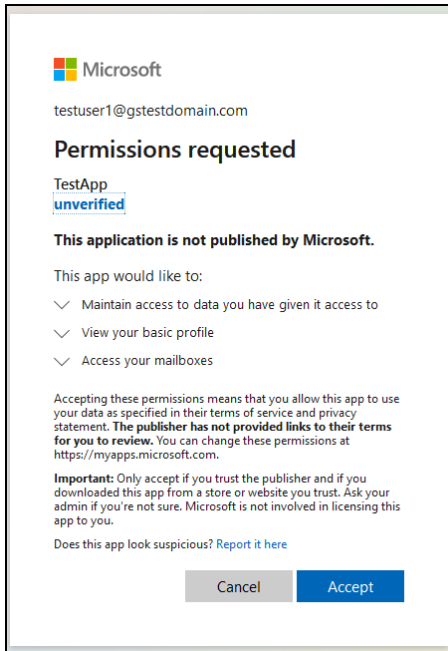 Microsoft
testuser1@gstestdomain.com
Permissions requested
TestApp
unverified
This application is not published by Microsoft.
This app would like to:
Maintain access to data you have given it access to
View your basic profile
Access your mailboxes
Accepting these permissions means that you allow this app to use
your data as specified in their terms of service and privacy
statement. The publisher has not provided links to their terms
for you to review. You can change these permissions at
https://myapps.microsoft.com.
Important: Only accept if you trust the publisher and if you
downloaded this app from a store or website you trust. Ask your
admin if you're not sure. Microsoft is not involved in licensing this
app to you.
Does this app look suspicious? Report it here
Cancel Accept